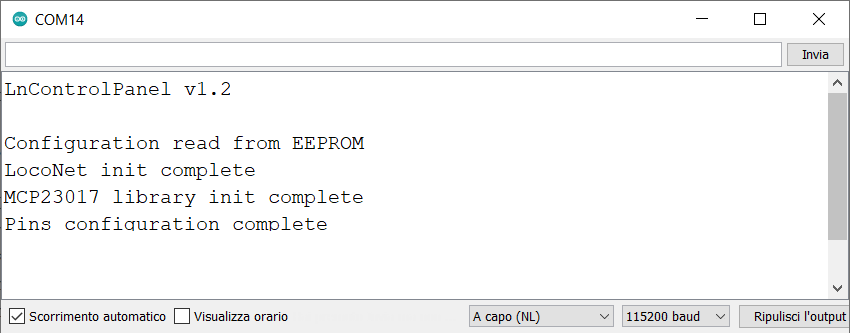 COM14
Invia
LnControlPanel v1.2
Configuration read from EEPROM
LocoNet init complete
MCP23017 library init complete
Pins configuration complete
Scorrimento automatico Visualizza orario A capo (NL) 115200 baud Ripulisci l'output